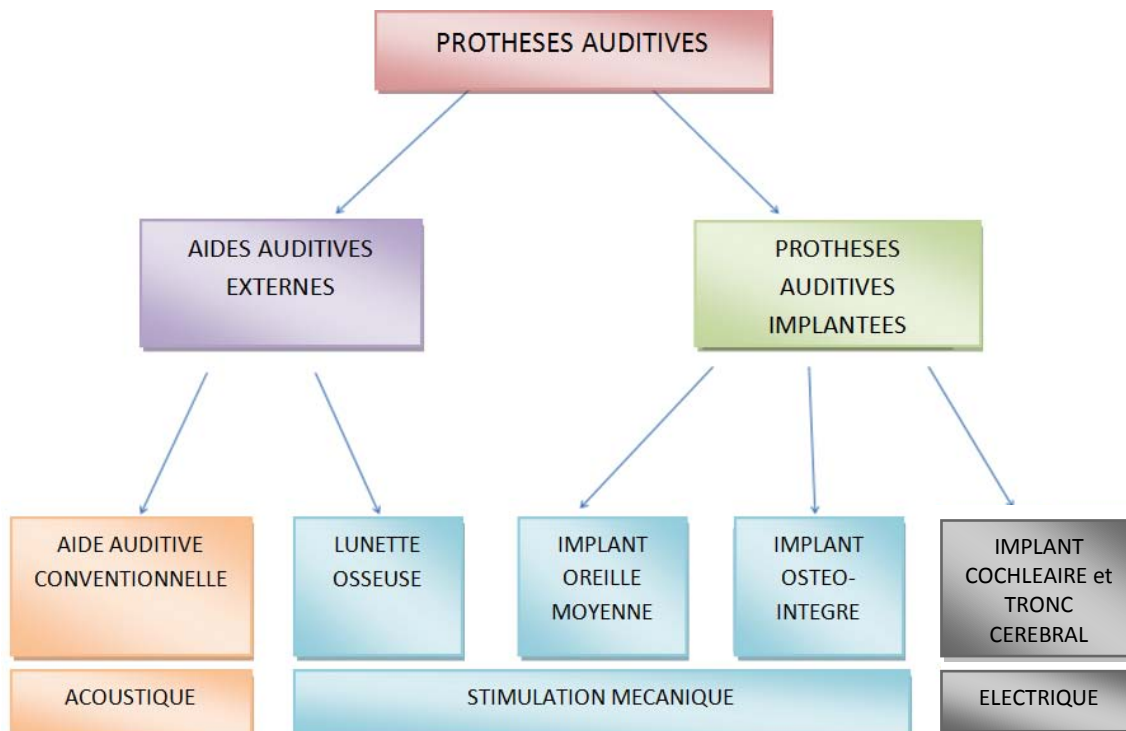 PROTHESES AUDITIVES
AIDES AUDITIVES
EXTERNES
PROTHESES
AUDITIVES
IMPLANTEES
AIDE AUDITIVE
CONVENTIONNELLE
LUNETTE
OSSEUSE
IMPLANT
OREILLE
MOYENNE
IMPLANT
OSTEO-
INTEGRE
IMPLANT
COCHLEAIRE et
TRONC
CEREBRAL
ACOUSTIQUE
STIMULATION MECANIQUE
ELECTRIQUE